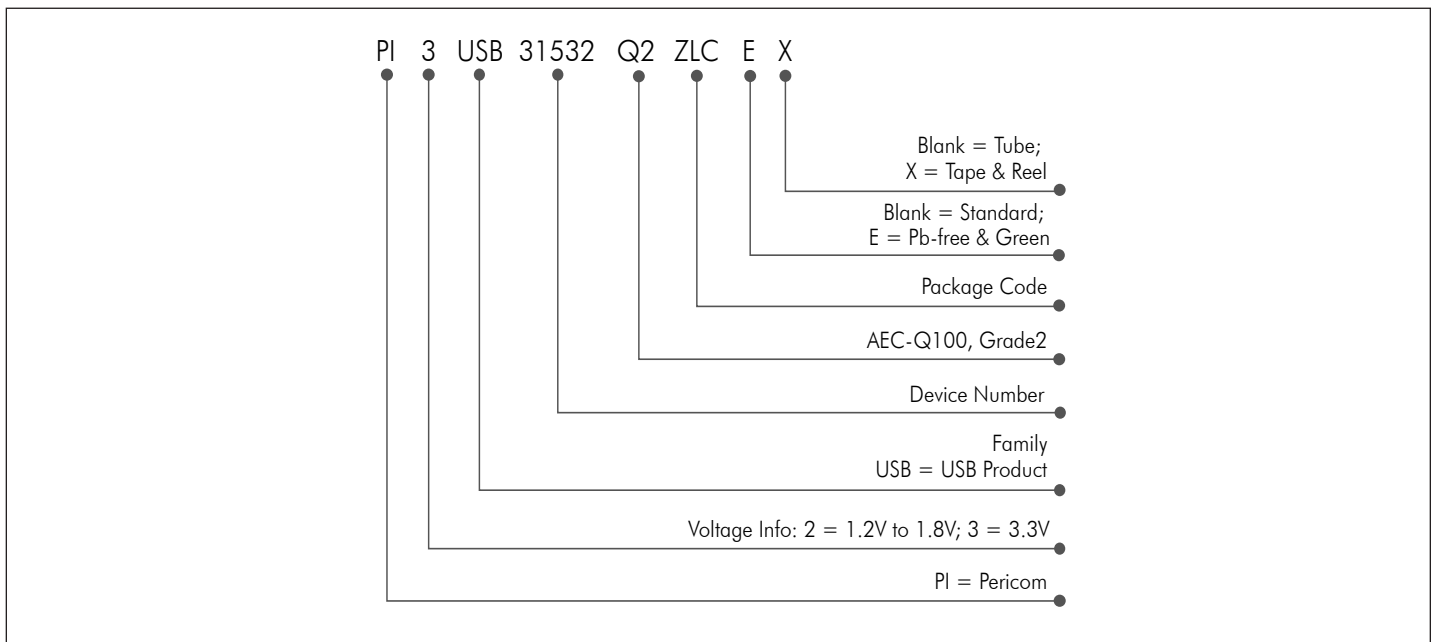 PI 3 USB 31532 Q2 ZLC E X
Blank = Tube;
X = Tape & Reel
Blank = Standard;
E = Pb-free & Green
Package Code
AEC-Q100, Grade2
Device Number
Family
USB = USB Product
Voltage Info: 2 = 1.2V to 1.8V; 3 = 3.3V
PI = Pericom